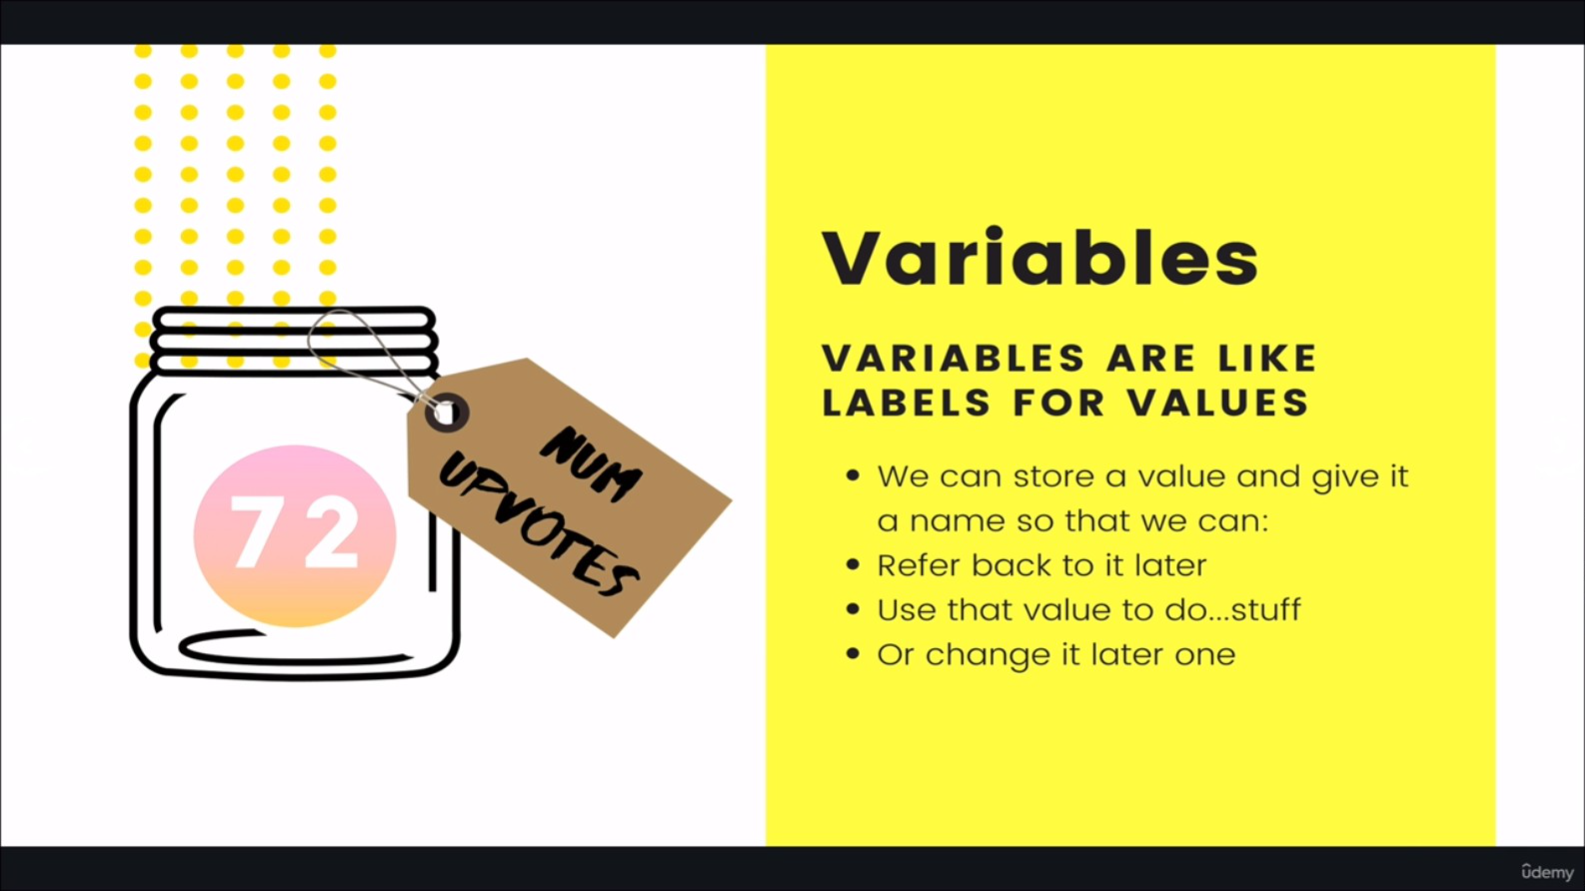 72
NUM
UPVOTES
Variables
VARIABLES ARE LIKE
LABELS FOR VALUES
• We can store a value and give it
a name so that we can:
• Refer back to it later
• Use that value to do...stuff
• Or change it later one
ûdemy